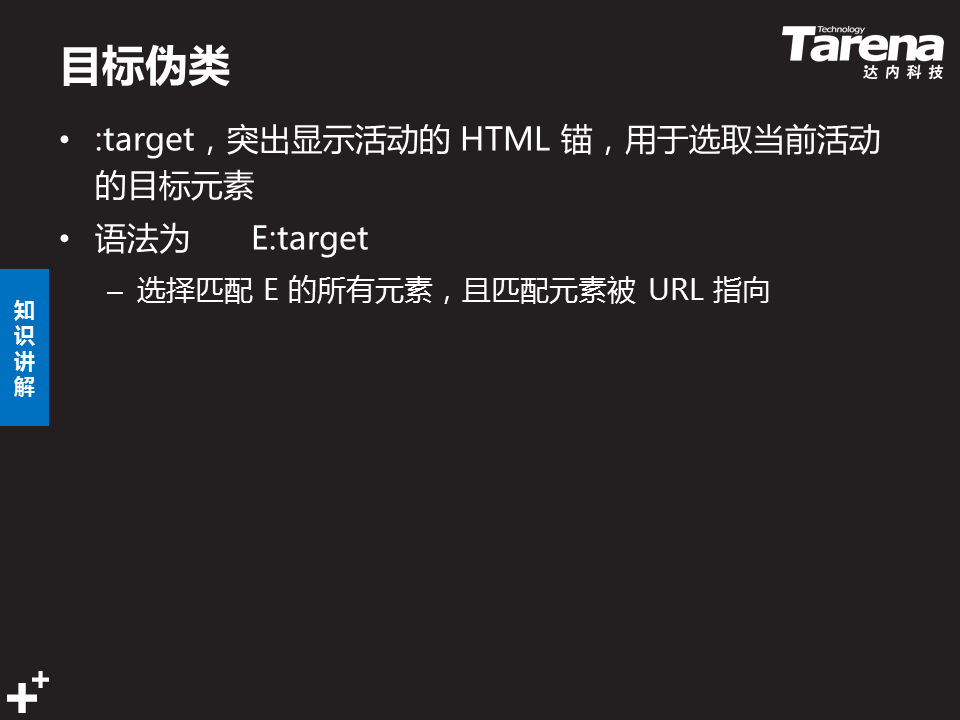 目标伪类
Technology
Tarena
达内科技
• :target，突出显示活动的 HTML 锚，用于选取当前活动
的目标元素
• 语法为 E:target
– 选择匹配 E 的所有元素，且匹配元素被 URL 指向
知
识
讲
解